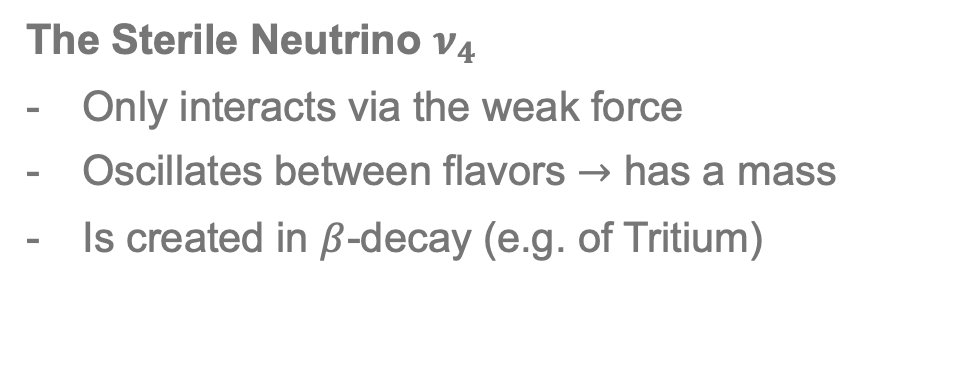 The Sterile Neutrino ν₄
- Only interacts via the weak force
- Oscillates between flavors → has a mass
- Is created in β-decay (e.g. of Tritium)